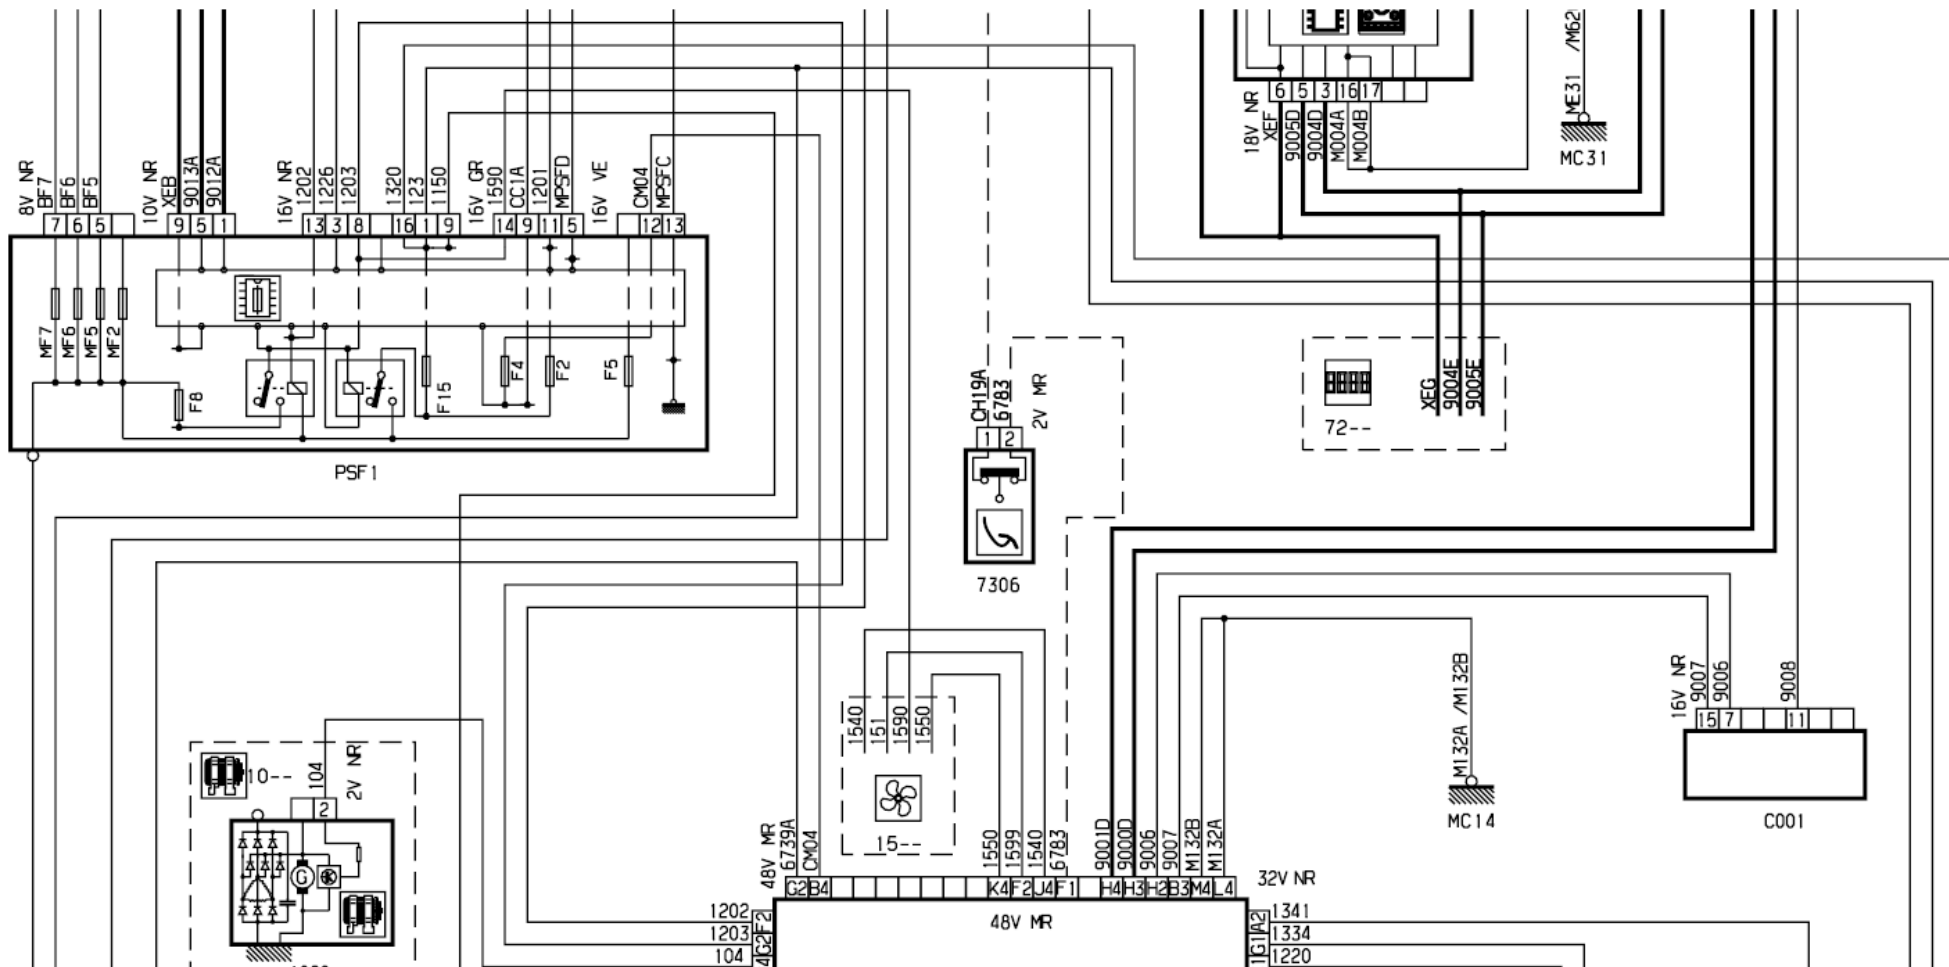 ME31 /M62
MC31
18V NR
6 5 3 16 17
XEF
9005D
9004D
M004A
M004B
8V NR
BF7
BF6
BF5
7 6 5
10V NR
XEB
9013A
9012A
9 5 1
16V NR
1202
1226
1203
1320
123
1150
13 3 8 16 1 9
16V GR
1590
CC1A
1201
MPSFD
14 9 11 5
16V VE
CM04
MPSFC
12 13
MF7
MF6
MF5
MF2
F8
F15
F4
F2
F5
PSF1
CH19A
6783
2V MR
1 2
7306
XEG
9004E
9005E
72--
1540
151
1590
1550
15--
M132A /M132B
MC14
16V NR
9007
9006
9008
15 7 11
C001
10--
104
2V NR
2
G
48V MR
6739A
CM04
1550
1599
1540
6783
9001D
9000D
9006
9007
M132B
M132A
G2 B4 K4 F2 J4 F1 H4 H3 H2 B3 M4 L4
32V NR
48V MR
1202 F2
1203 G2
104
A2 1341
G1 1334
1220